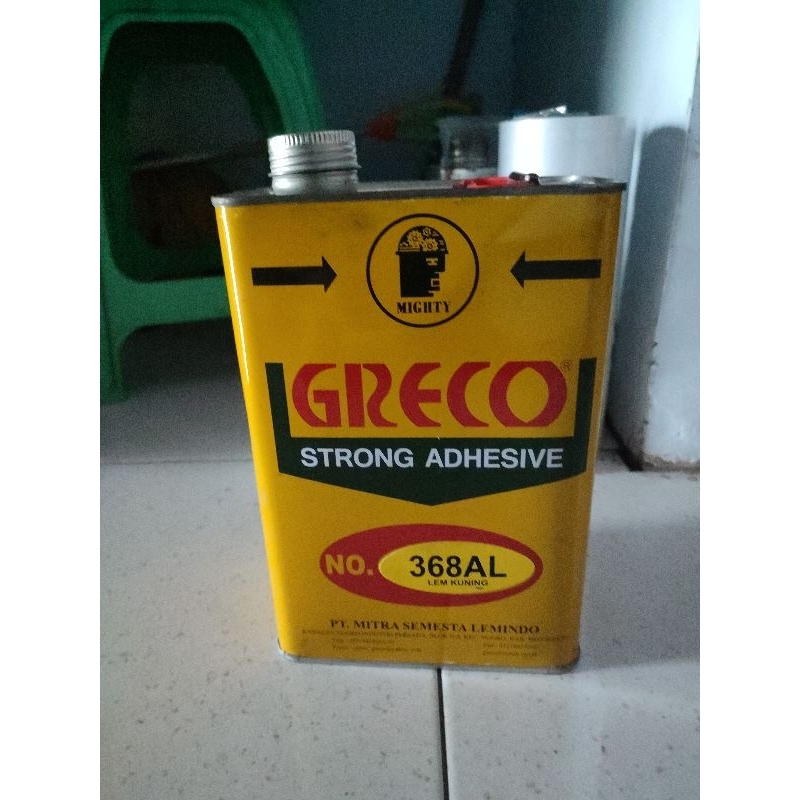 MIGHTY
GRECO®
STRONG ADHESIVE
NO. 368AL
LEM KUNING
PT. MITRA SEMESTA LEMINDO